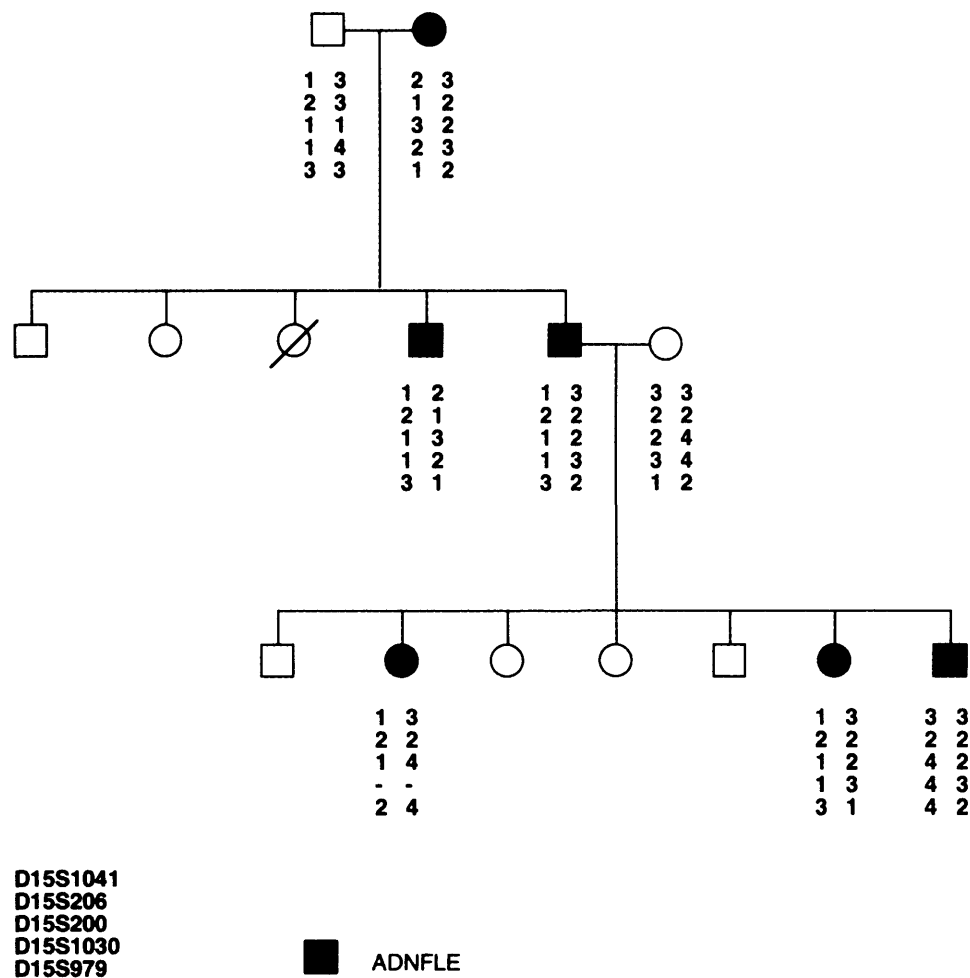 1 3 2 3
2 3 1 2
1 1 3 2
1 4 2 3
3 3 1 2
1 2 1 3 3 3
2 1 2 2 2 2
1 3 1 2 2 4
1 2 1 3 3 4
3 1 3 2 1 2
1 3 1 3 3 3
2 2 2 2 2 2
1 4 1 2 4 2
- - 1 3 4 3
2 4 3 1 4 2
D15S1041
D15S206
D15S200
D15S1030
D15S979
ADNFLE